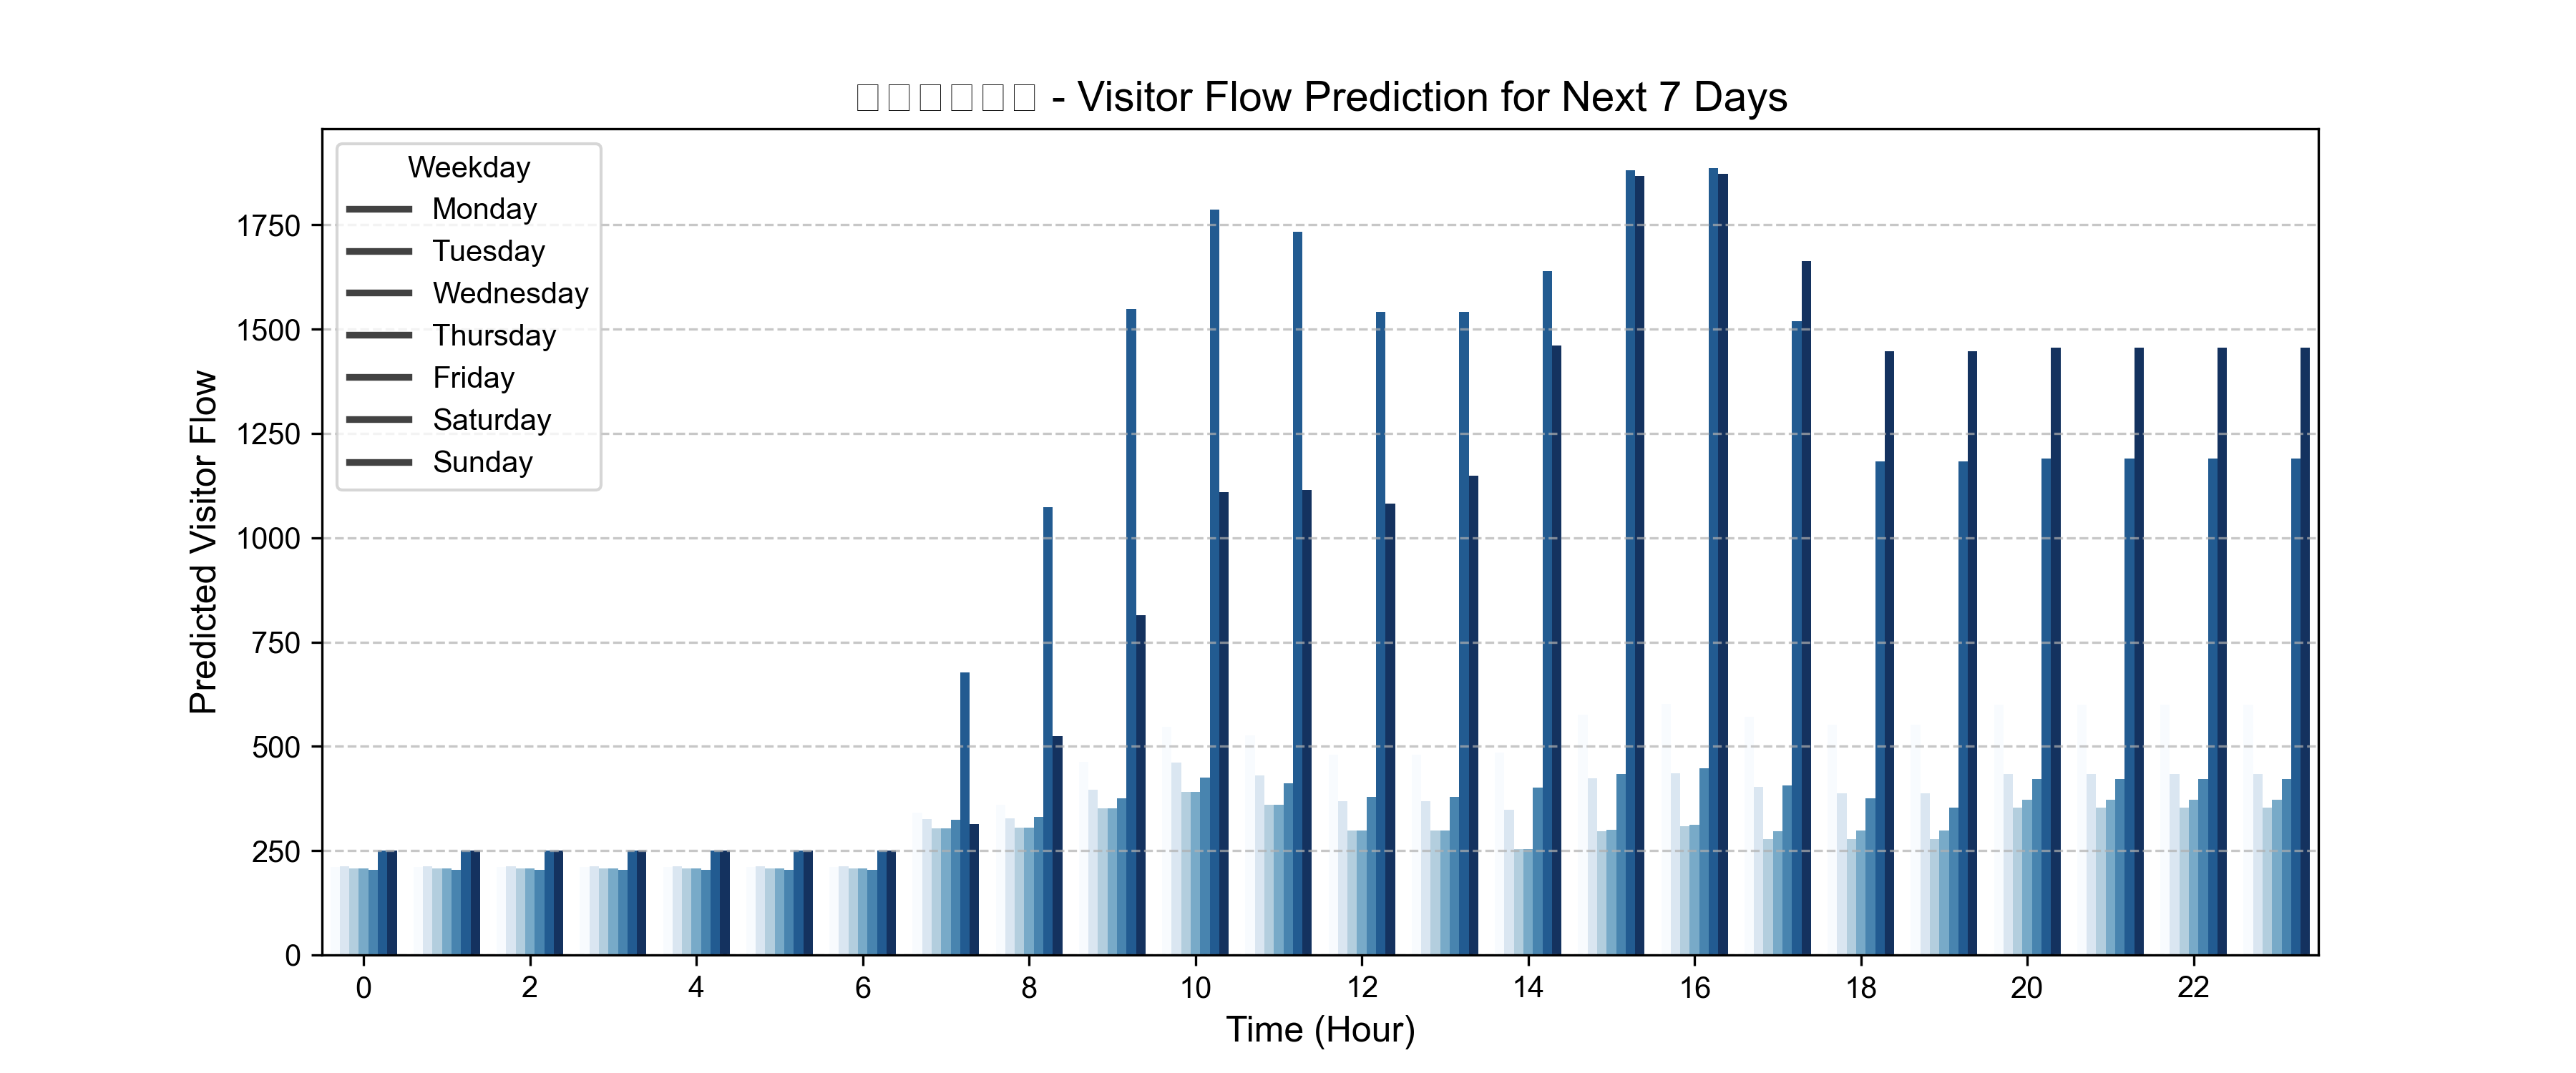 □□□□□□ - Visitor Flow Prediction for Next 7 Days
Weekday
Monday
Tuesday
Wednesday
Thursday
Friday
Saturday
Sunday
Predicted Visitor Flow
1750
1500
1250
1000
750
500
250
0
0 2 4 6 8 10 12 14 16 18 20 22
Time (Hour)